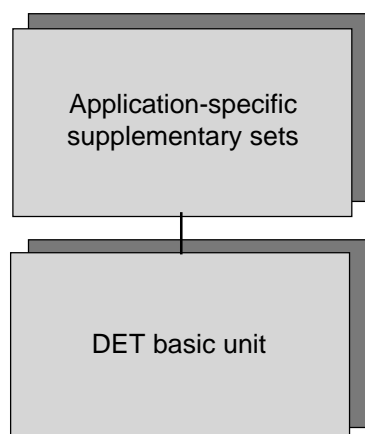 Application-specific
supplementary sets
DET basic unit